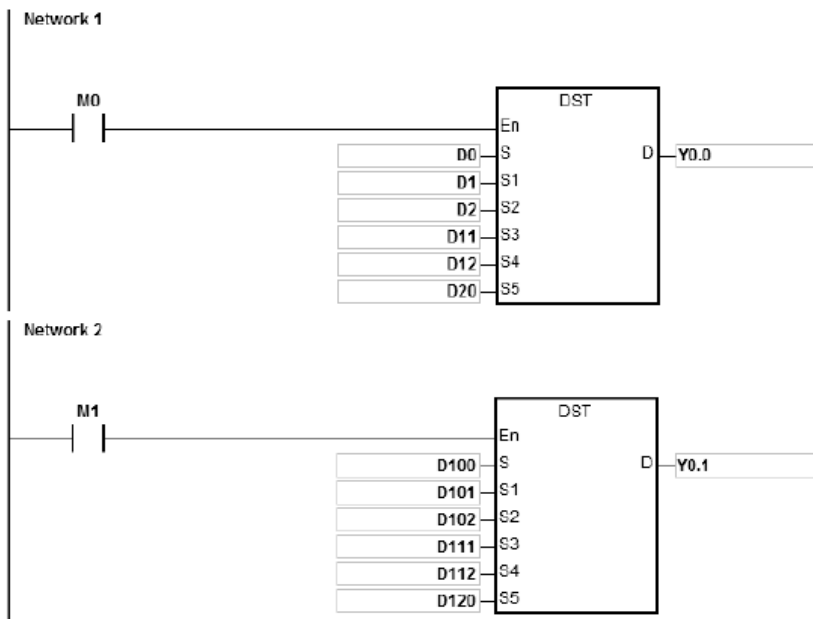 Network 1
M0
DST
En
D0 S D Y0.0
D1 S1
D2 S2
D11 S3
D12 S4
D20 S5
Network 2
M1
DST
En
D100 S D Y0.1
D101 S1
D102 S2
D111 S3
D112 S4
D120 S5